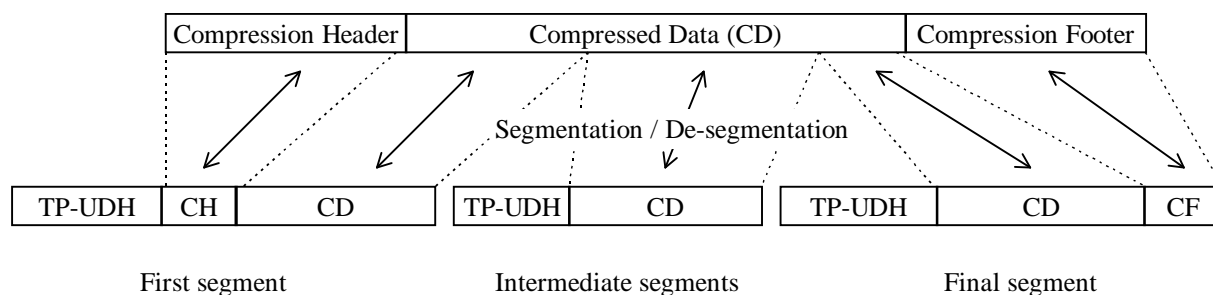 Compression Header Compressed Data (CD) Compression Footer
Segmentation / De-segmentation
TP-UDH CH CD TP-UDH CD TP-UDH CD CF
First segment Intermediate segments Final segment